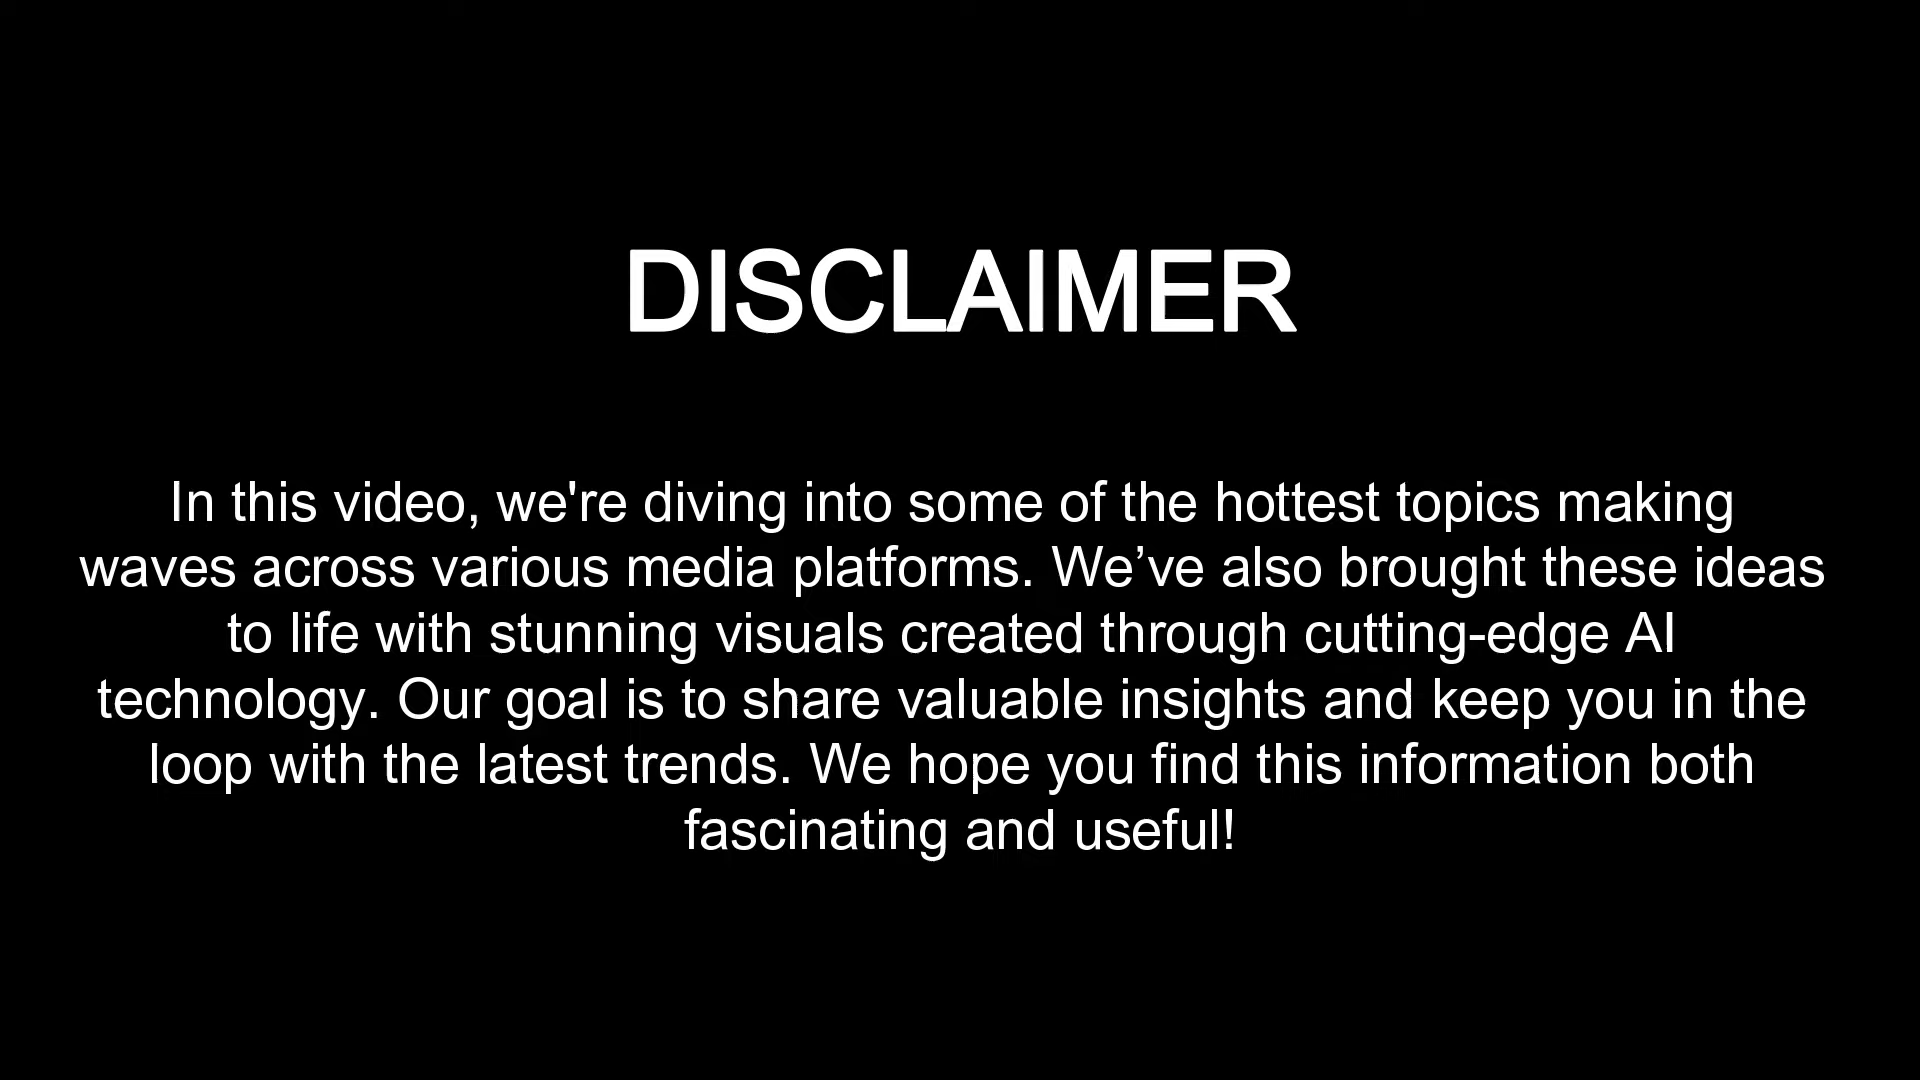 DISCLAIMER
In this video, we're diving into some of the hottest topics making
waves across various media platforms. We’ve also brought these ideas
to life with stunning visuals created through cutting-edge AI
technology. Our goal is to share valuable insights and keep you in the
loop with the latest trends. We hope you find this information both
fascinating and useful!